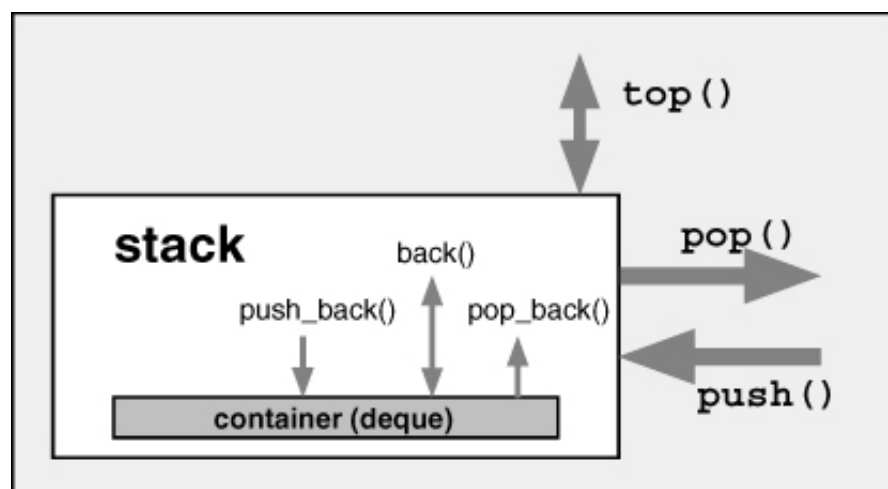 top()
stack
pop()
back()
push_back()
pop_back()
push()
container (deque)